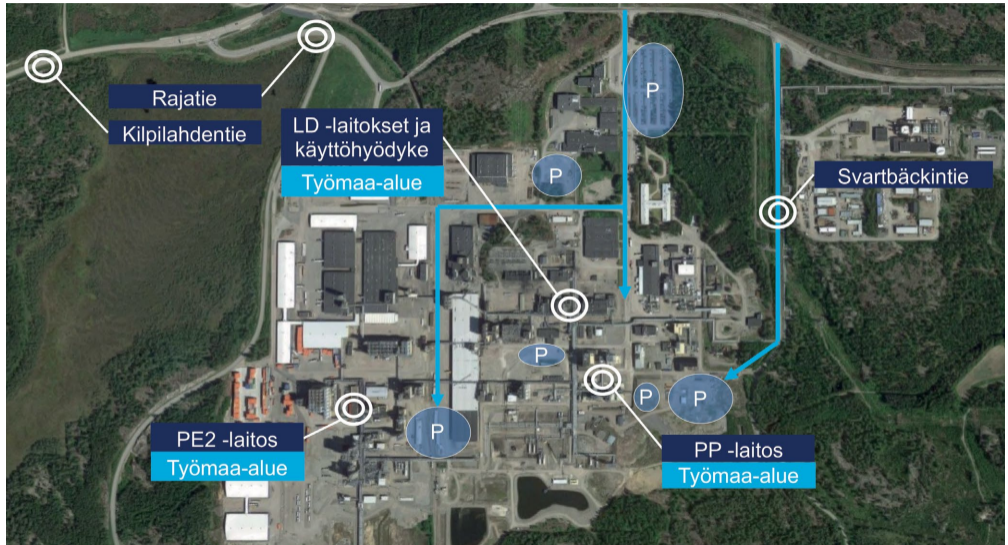 P
Rajatie
Kilpilahdentie
LD -laitokset ja
käyttöhyödyke
Työmaa-alue
P
Svartbäckintie
P
P
P
P
PE2 -laitos
Työmaa-alue
PP -laitos
Työmaa-alue